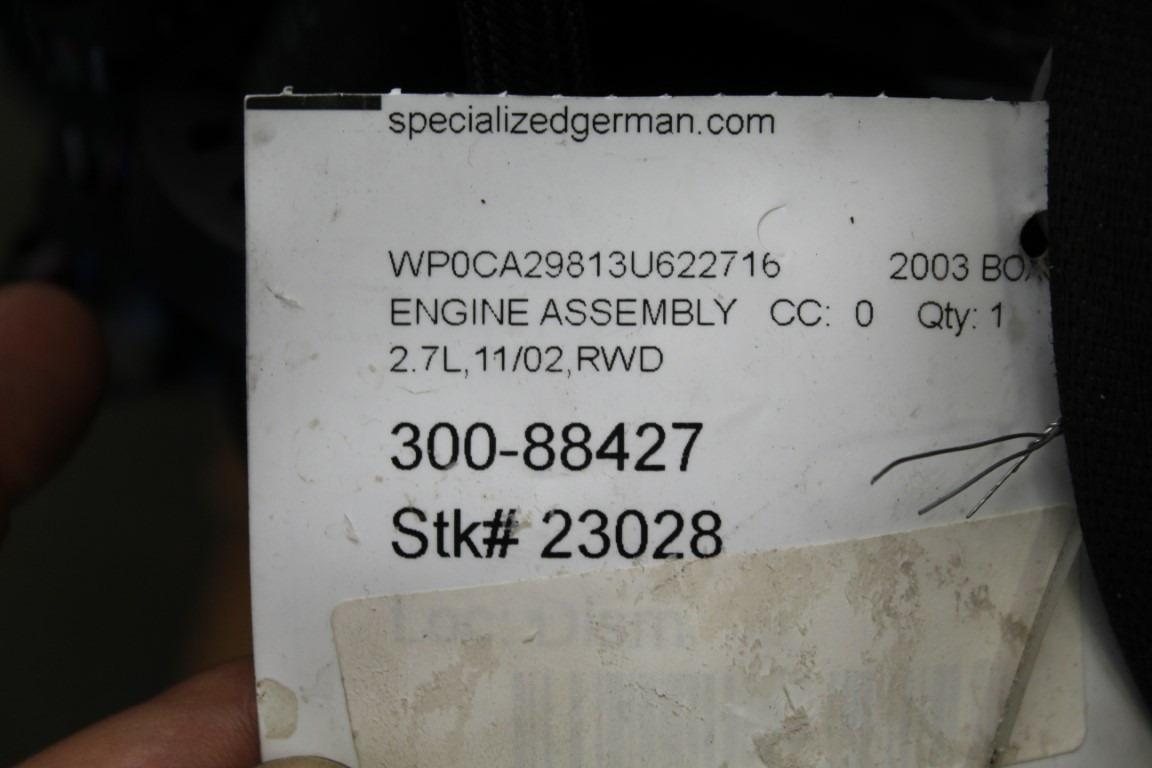 specializedgerman.com
WP0CA29813U622716 2003 BOX
ENGINE ASSEMBLY CC: 0 Qty: 1
2.7L,11/02,RWD
300-88427
Stk# 23028